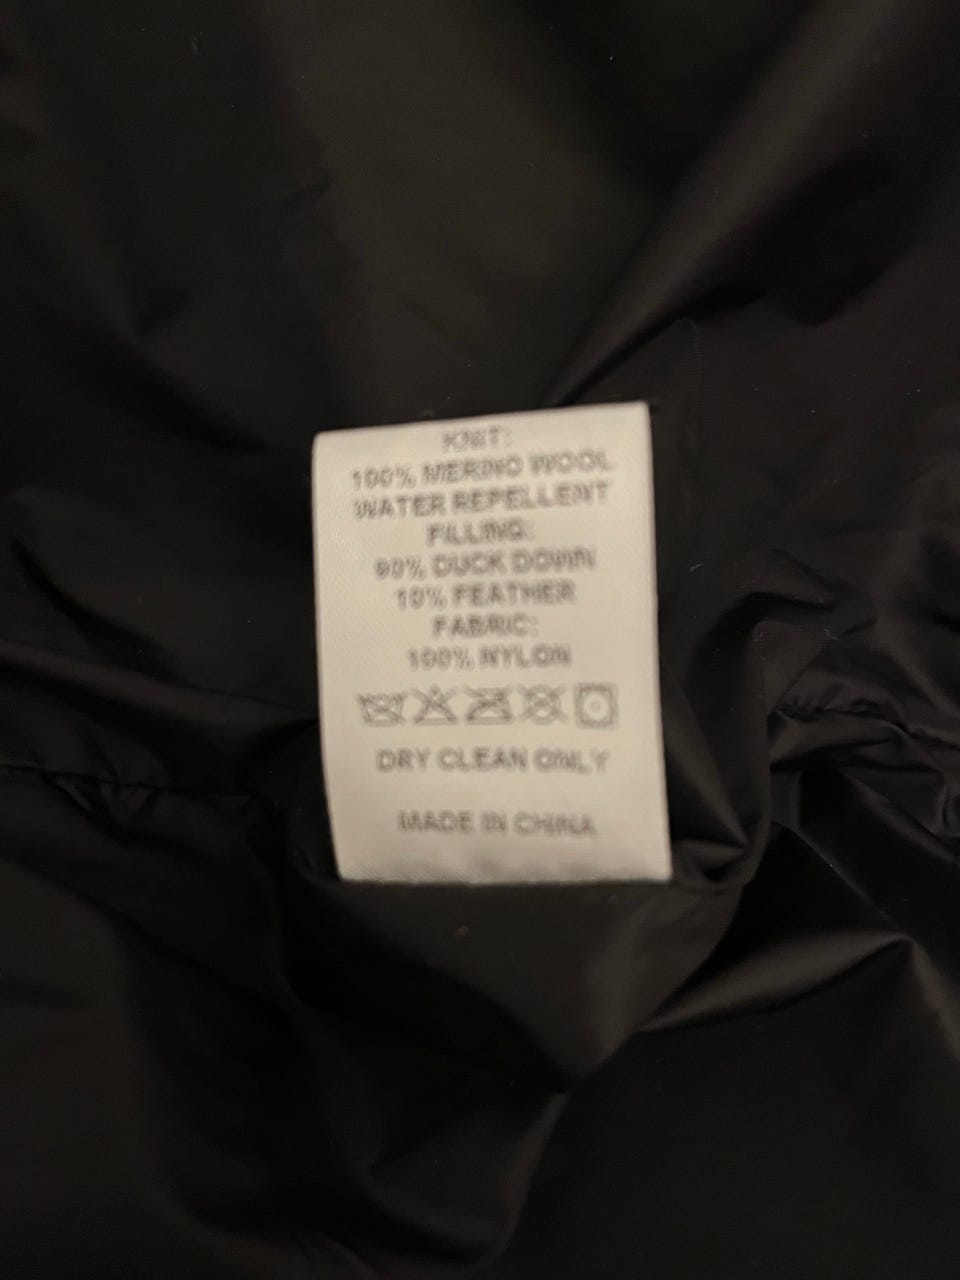 KNIT:
100% MERINO WOOL
WATER REPELLENT
FILLING:
90% DUCK DOWN
10% FEATHER
FABRIC:
100% NYLON
DRY CLEAN ONLY
MADE IN CHINA